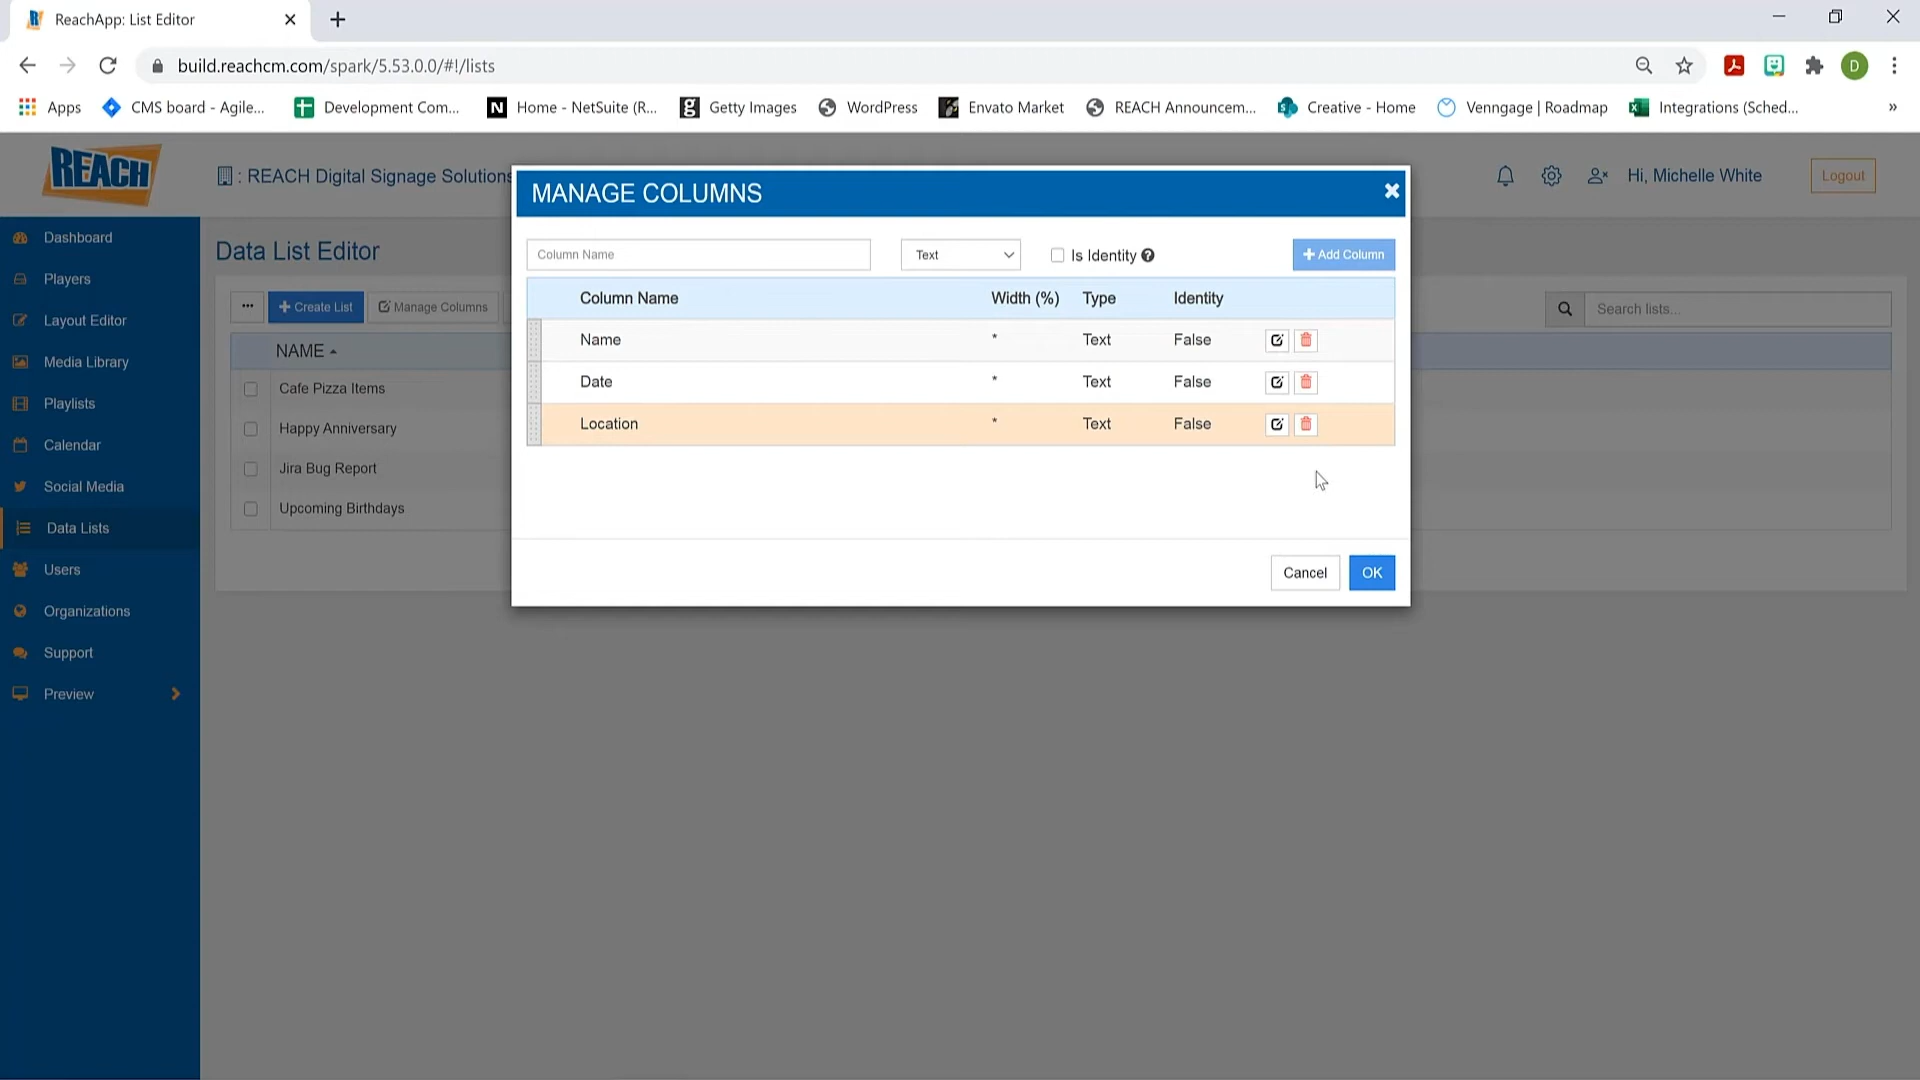 ReachApp: List Editor
build.reachcm.com/spark/5.53.0.0/#!/lists
D
Apps
CMS board - Agile...
Development Com...
N
Home - NetSuite (R...
g
Getty Images
WordPress
Envato Market
REACH Announcem...
Creative - Home
Venngage | Roadmap
Integrations (Sched...
»
REACH
: REACH Digital Signage Solutions
Hi, Michelle White
Logout
Dashboard
Players
Layout Editor
Media Library
Playlists
Calendar
Social Media
Data Lists
Users
Organizations
Support
Preview
Data List Editor
...
Create List
Manage Columns
Search lists...
NAME
Cafe Pizza Items
Happy Anniversary
Jira Bug Report
Upcoming Birthdays
MANAGE COLUMNS
Column Name
Text
Is Identity
Add Column
Column Name Width (%) Type Identity
Name * Text False
Date * Text False
Location * Text False
Cancel
OK